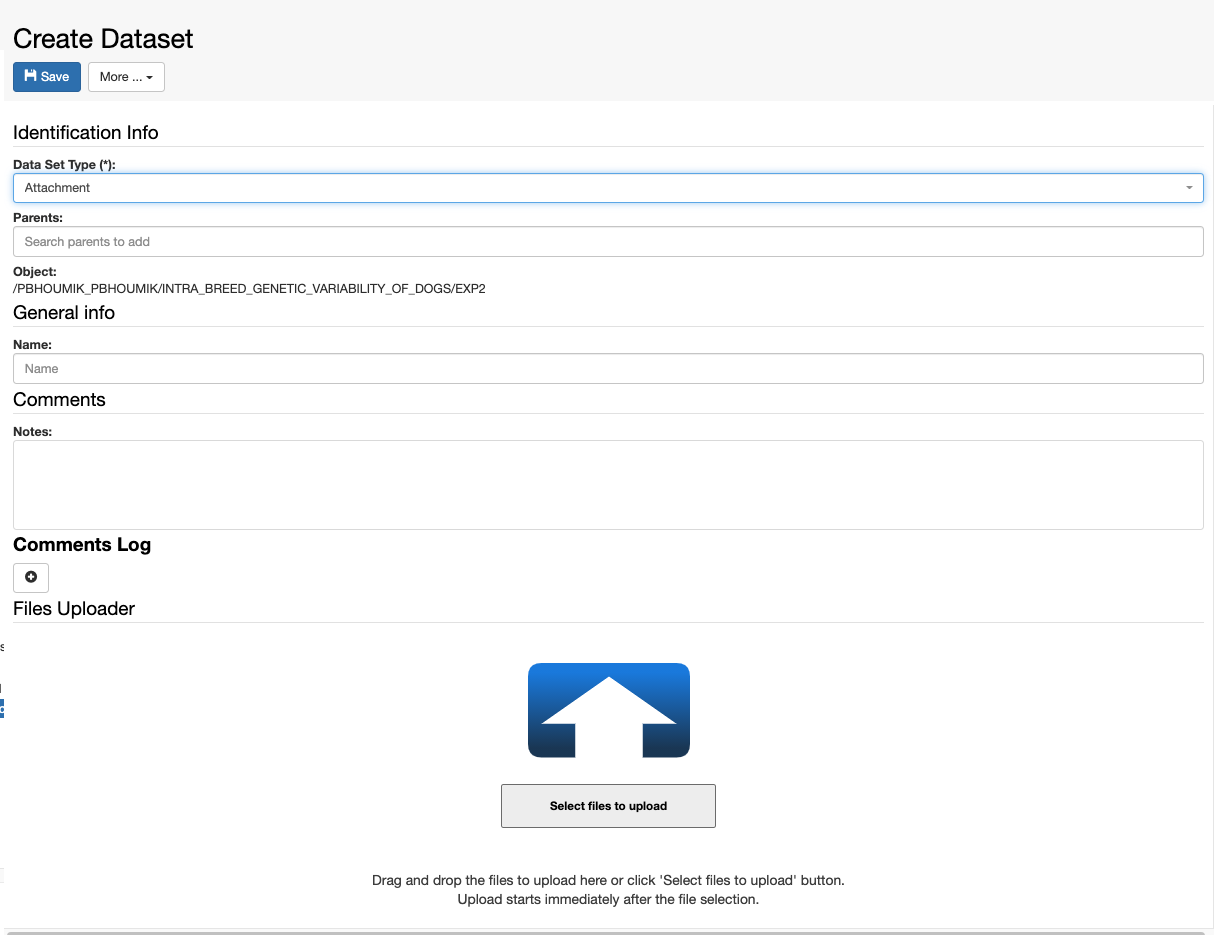 Create Dataset
Save More ...
Identification Info
Data Set Type (*):
Attachment
Parents:
Search parents to add
Object:
/PBHOUMIK_PBHOUMIK/INTRA_BREED_GENETIC_VARIABILITY_OF_DOGS/EXP2
General info
Name:
Name
Comments
Notes:
Comments Log
Files Uploader
Select files to upload
Drag and drop the files to upload here or click 'Select files to upload' button.
Upload starts immediately after the file selection.